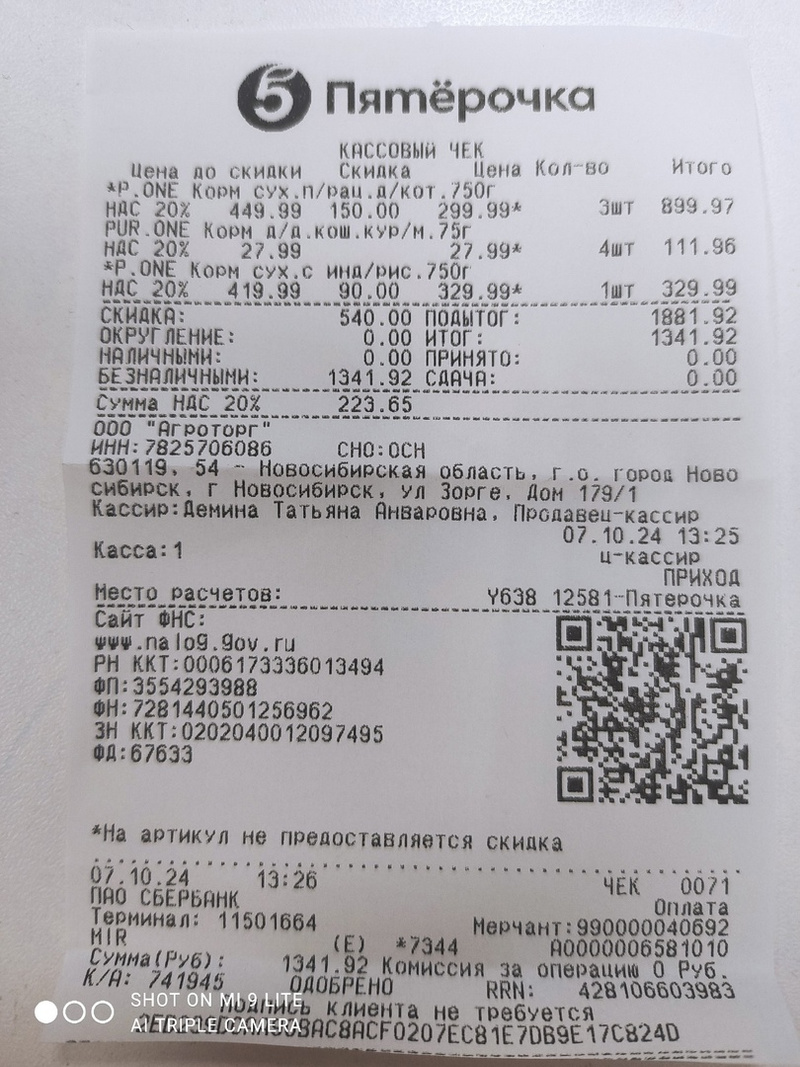 5 Пятёрочка
КАССОВЫЙ ЧЕК
Цена до скидки Скидка Цена Кол-во Итого
*P.ONE Корм сух.п/рац.д/кот.750г
НДС 20% 449.99 150.00 299.99* 3шт 899.97
PUR.ONE Корм д/д.кош.кур/м.75г
НДС 20% 27.99 27.99* 4шт 111.96
*P.ONE Корм сух.с инд/рис.750г
НДС 20% 419.99 90.00 329.99* 1шт 329.99
СКИДКА: 540.00 ПОДЫТОГ: 1881.92
ОКРУГЛЕНИЕ: 0.00 ИТОГ: 1341.92
НАЛИЧНЫМИ: 0.00 ПРИНЯТО: 0.00
БЕЗНАЛИЧНЫМИ: 1341.92 СДАЧА: 0.00
Сумма НДС 20% 223.65
ООО "Агроторг"
ИНН:7825706086 СНО:ОСН
630119, 54 - Новосибирская область, г.о. город Ново
сибирск, г Новосибирск, ул Зорге, Дом 179/1
Кассир:Демина Татьяна Анваровна, Продавец-кассир
07.10.24 13:25
Касса:1 ц-кассир
ПРИХОД
Место расчетов: Y638 12581-Пятерочка
Сайт ФНС:
www.nalog.gov.ru
РН ККТ:0006173336013494
ФП:3554293988
ФН:7281440501256962
ЗН ККТ:0202040012097495
ФД:67633
*На артикул не предоставляется скидка
07.10.24 13:26 ЧЕК 0071
ПАО СБЕРБАНК Оплата
Терминал: 11501664 Мерчант:990000040692
MIR (E) *7344 A0000006581010
Сумма(Руб): 1341.92 Комиссия за операцию 0 Руб.
К/А: 741945 ОДОБРЕНО RRN: 428106603983
Подпись клиента не требуется
SHOT ON MI 9 LITE
AI TRIPLE CAMERA